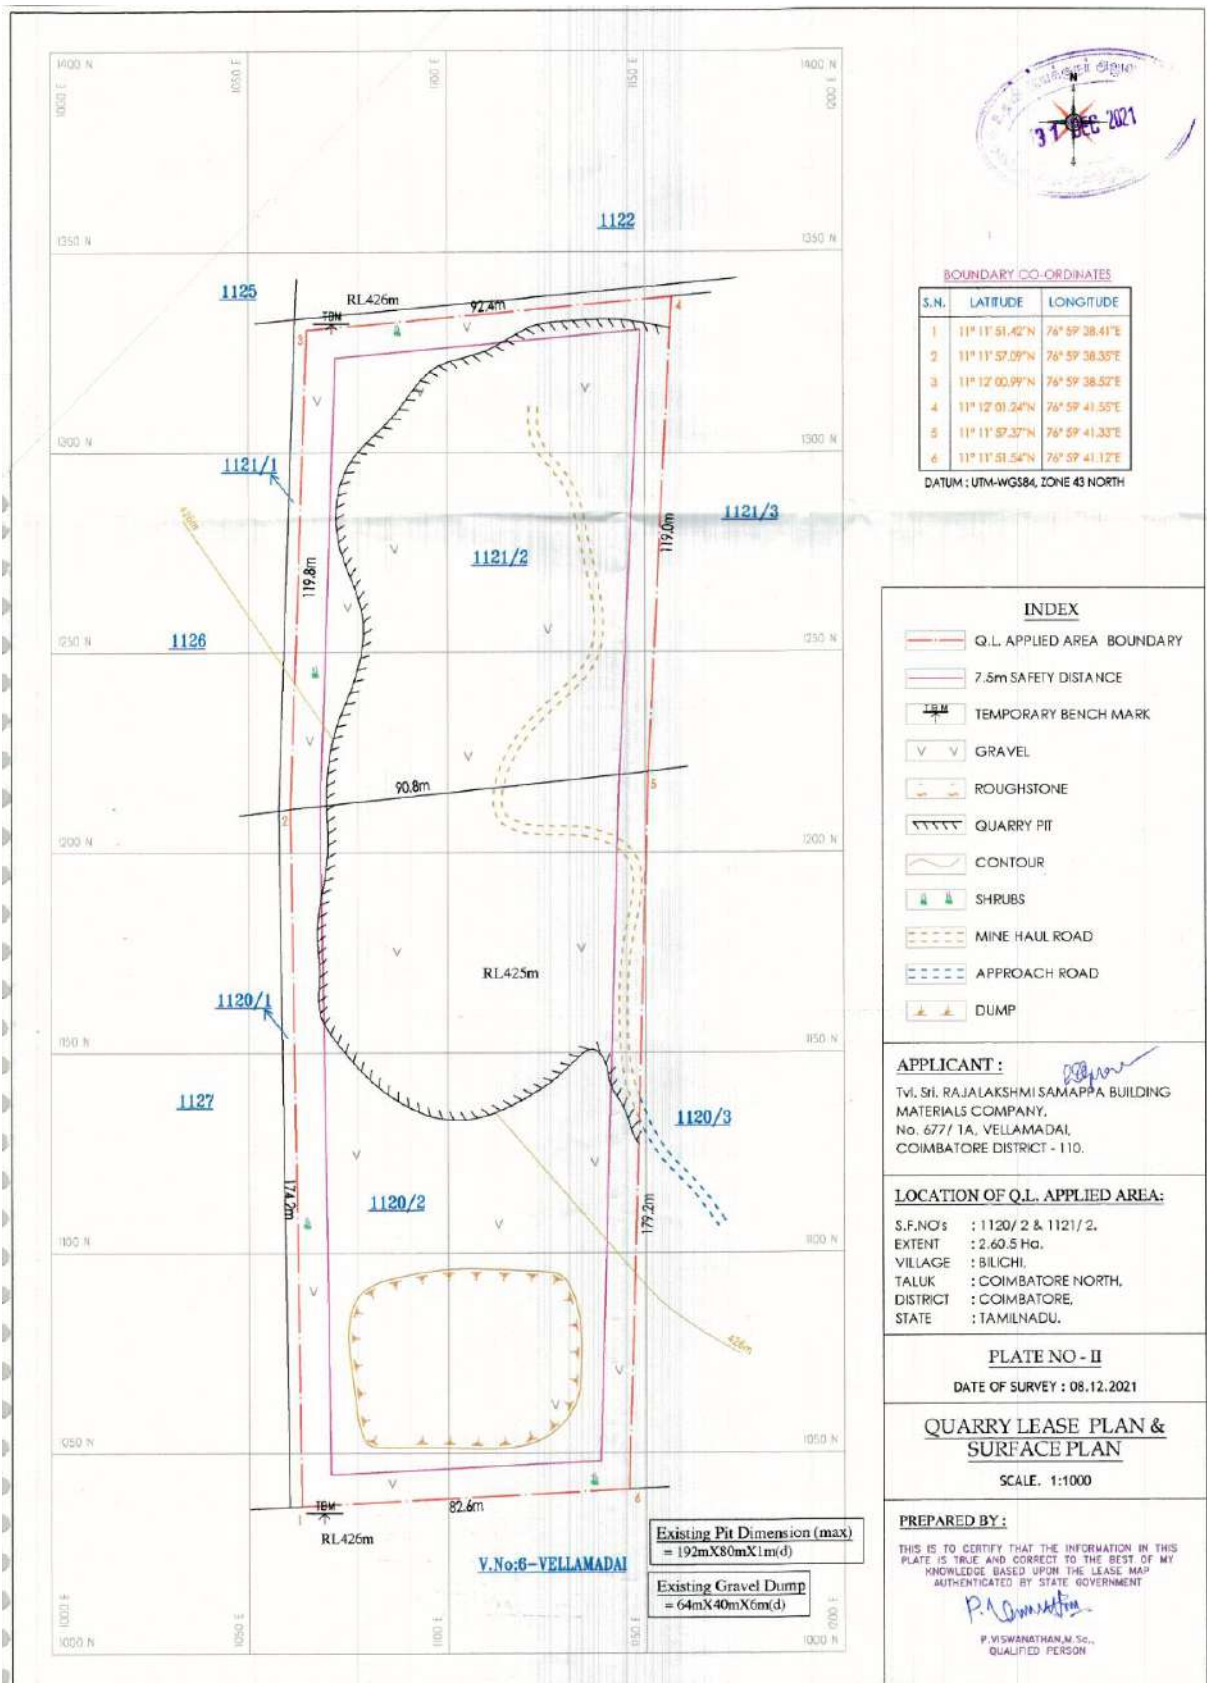 1400 N
1000 E
1050 E
1100 E
1150 E
1400 N
1200 E
N
31 DEC 2021
1122
1350 N
1350 N
1125
RL426m
TBM
92.4m
3
4
BOUNDARY CO-ORDINATES
S.N. LATITUDE LONGITUDE
1 11° 11' 51.42"N 76° 59' 38.41"E
2 11° 11' 57.09"N 76° 59' 38.35"E
3 11° 12' 00.99"N 76° 59' 38.52"E
4 11° 12' 01.24"N 76° 59' 41.55"E
5 11° 11' 57.37"N 76° 59' 41.33"E
6 11° 11' 51.54"N 76° 59' 41.12"E
DATUM : UTM-WGS84, ZONE 43 NORTH
1300 N
1300 N
1121/1
426m
1121/3
1121/2
119.0m
119.8m
1250 N
1126
1250 N
90.8m
5
2
1200 N
1200 N
RL425m
1120/1
1150 N
1150 N
1127
1120/3
174.2m
1120/2
179.2m
1100 N
1100 N
426m
1050 N
1050 N
1
TBM
82.6m
6
RL426m
V.No:6-VELLAMADAI
Existing Pit Dimension (max)
= 192mX80mX1m(d)
Existing Gravel Dump
= 64mX40mX6m(d)
1000 E
1000 N
1050 E
1100 E
1150 E
1200 E
1000 N
INDEX
Q.L. APPLIED AREA BOUNDARY
7.5m SAFETY DISTANCE
TBM TEMPORARY BENCH MARK
GRAVEL
ROUGHSTONE
QUARRY PIT
CONTOUR
SHRUBS
MINE HAUL ROAD
APPROACH ROAD
DUMP
APPLICANT :
Tvl. Sri. RAJALAKSHMI SAMAPPA BUILDING
MATERIALS COMPANY,
No. 677/ 1A, VELLAMADAI,
COIMBATORE DISTRICT - 110.
LOCATION OF Q.L. APPLIED AREA:
S.F.NO's : 1120/ 2 & 1121/ 2.
EXTENT : 2.60.5 Ha.
VILLAGE : BILICHI,
TALUK : COIMBATORE NORTH,
DISTRICT : COIMBATORE,
STATE : TAMILNADU.
PLATE NO - II
DATE OF SURVEY : 08.12.2021
QUARRY LEASE PLAN &
SURFACE PLAN
SCALE. 1:1000
PREPARED BY :
THIS IS TO CERTIFY THAT THE INFORMATION IN THIS
PLATE IS TRUE AND CORRECT TO THE BEST OF MY
KNOWLEDGE BASED UPON THE LEASE MAP
AUTHENTICATED BY STATE GOVERNMENT
P.VISWANATHAN,M.Sc.,
QUALIFIED PERSON